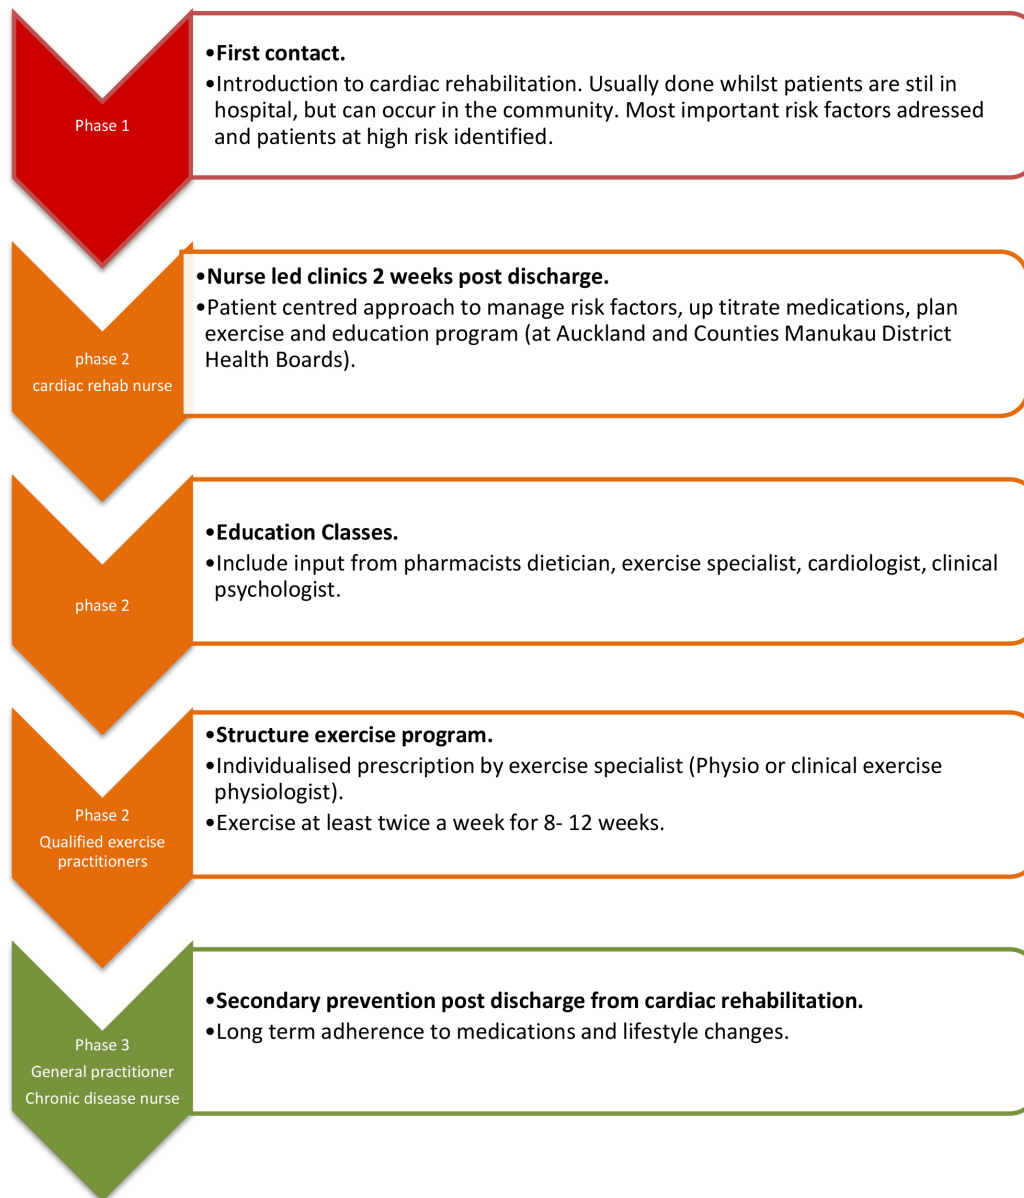 Phase 1
•First contact.
•Introduction to cardiac rehabilitation. Usually done whilst patients are stil in
hospital, but can occur in the community. Most important risk factors adressed
and patients at high risk identified.
phase 2
cardiac rehab nurse
•Nurse led clinics 2 weeks post discharge.
•Patient centred approach to manage risk factors, up titrate medications, plan
exercise and education program (at Auckland and Counties Manukau District
Health Boards).
phase 2
•Education Classes.
•Include input from pharmacists dietician, exercise specialist, cardiologist, clinical
psychologist.
Phase 2
Qualified exercise
practitioners
•Structure exercise program.
•Individualised prescription by exercise specialist (Physio or clinical exercise
physiologist).
•Exercise at least twice a week for 8- 12 weeks.
Phase 3
General practitioner
Chronic disease nurse
•Secondary prevention post discharge from cardiac rehabilitation.
•Long term adherence to medications and lifestyle changes.